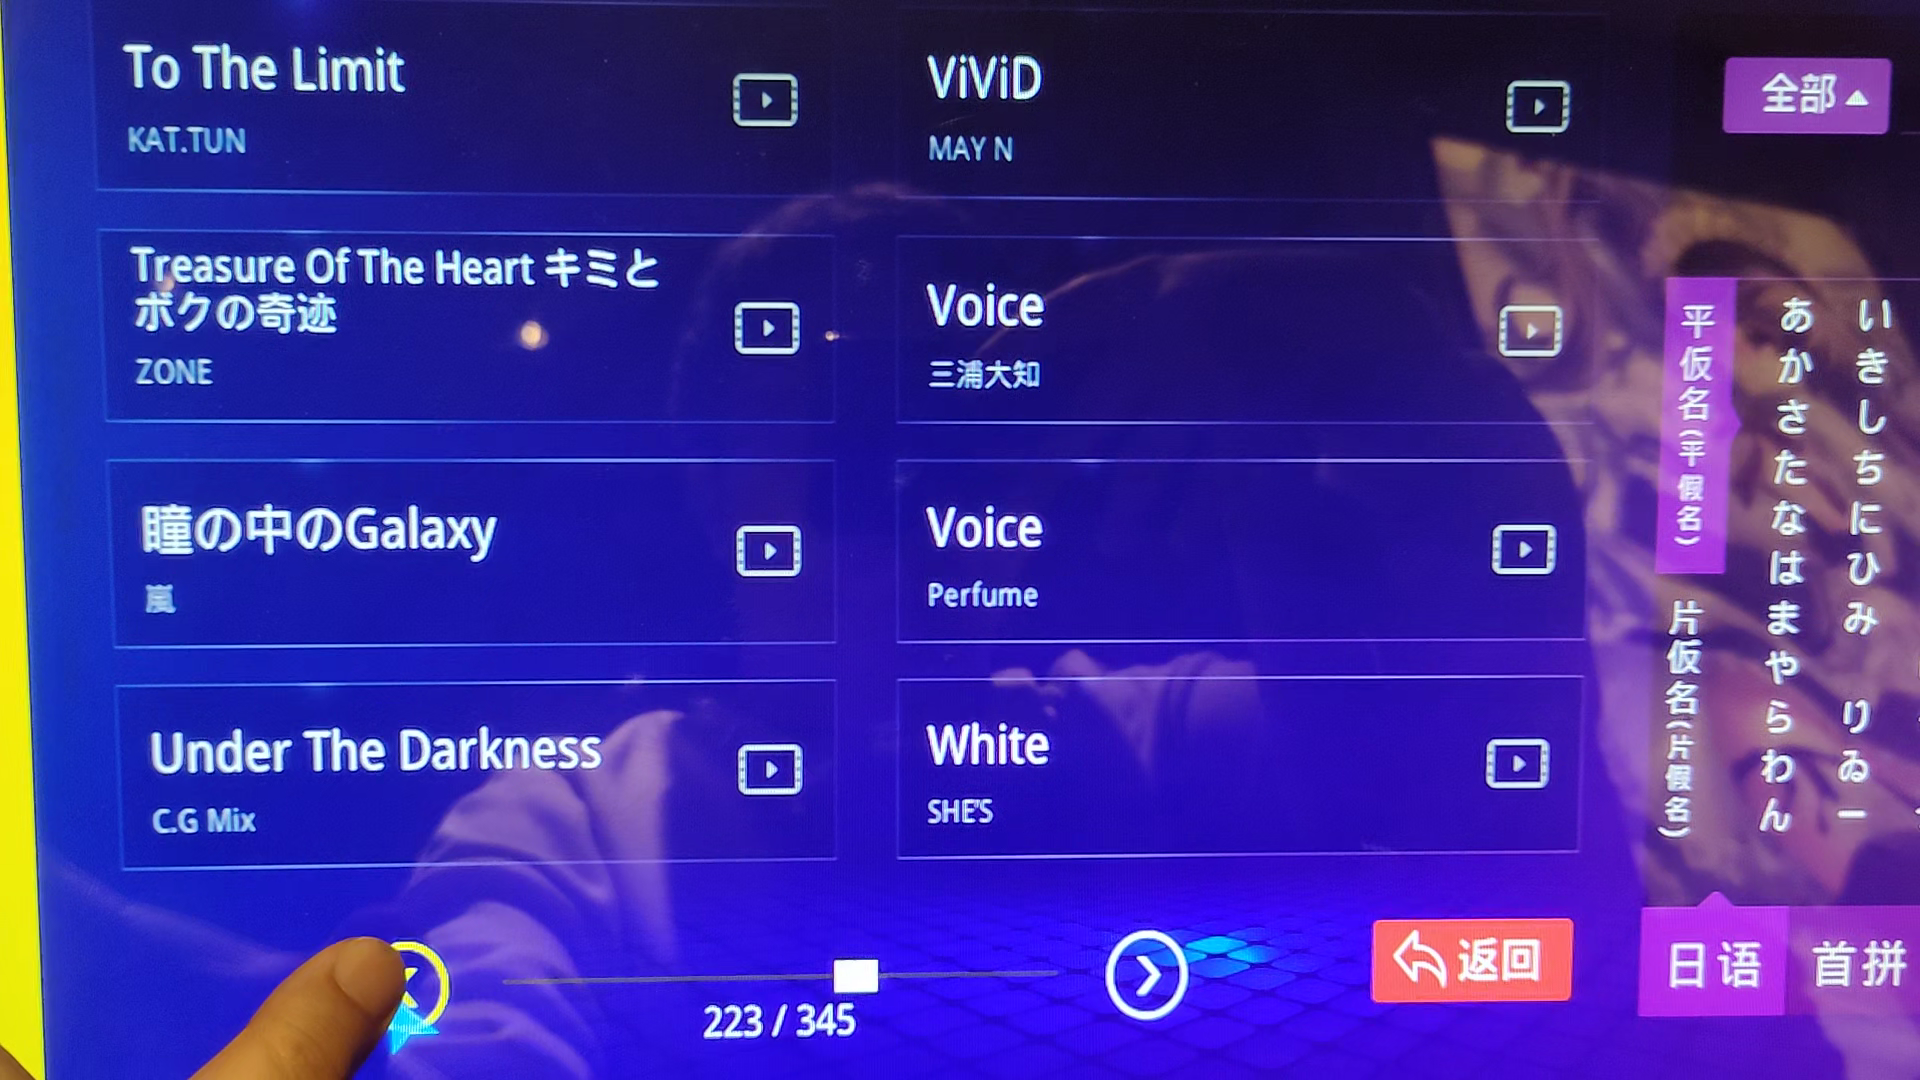 To The Limit
KAT.TUN
ViViD
MAY N
Treasure Of The Heart キミと
ボクの奇迹
ZONE
Voice
三浦大知
瞳の中のGalaxy
嵐
Voice
Perfume
Under The Darkness
C.G Mix
White
SHE'S
223 / 345
返回
全部
平仮名(平假名)
片仮名(片假名)
あかさたなはまやらわん
いきしちにひみ りゐー
日语
首拼